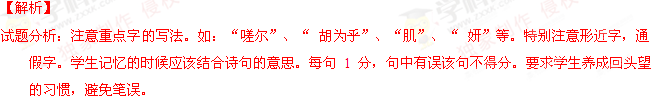 【解析】
试题分析：注意重点字的写法。如：“嗟尔”、“ 胡为乎”、“肌”、“ 妍”等。特别注意形近字，通
假字。学生记忆的时候应该结合诗句的意思。每句 1 分，句中有误该句不得分。要求学生养成回头望
的习惯，避免笔误。